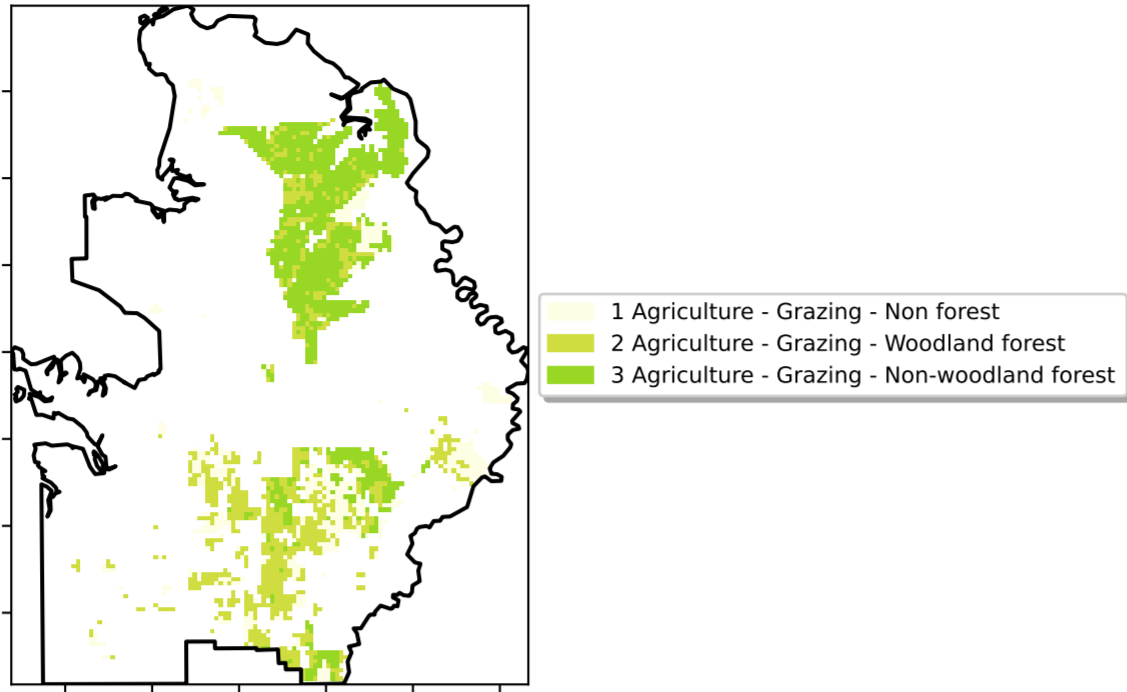 1 Agriculture - Grazing - Non forest
2 Agriculture - Grazing - Woodland forest
3 Agriculture - Grazing - Non-woodland forest